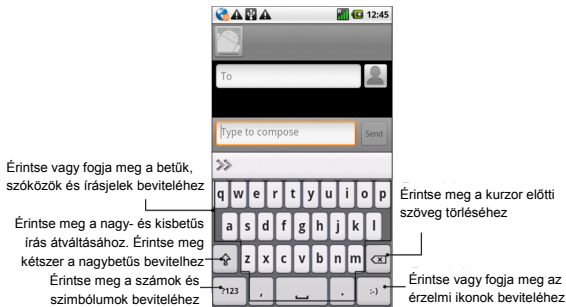 12:45
To
Type to compose
Send
Érintse vagy fogja meg a betűk,
szóközök és írásjelek beviteléhez
q w e r t y u i o p
Érintse meg a kurzor előtti
szöveg törléséhez
a s d f g h j k l
Érintse meg a nagy- és kisbetűs
írás átváltásához. Érintse meg
kétszer a nagybetűs bevitelhez
z x c v b n m
Érintse meg a számok és
szimbólumok beviteléhez
?123 , . :-)
Érintse vagy fogja meg az
érzelmi ikonok beviteléhez